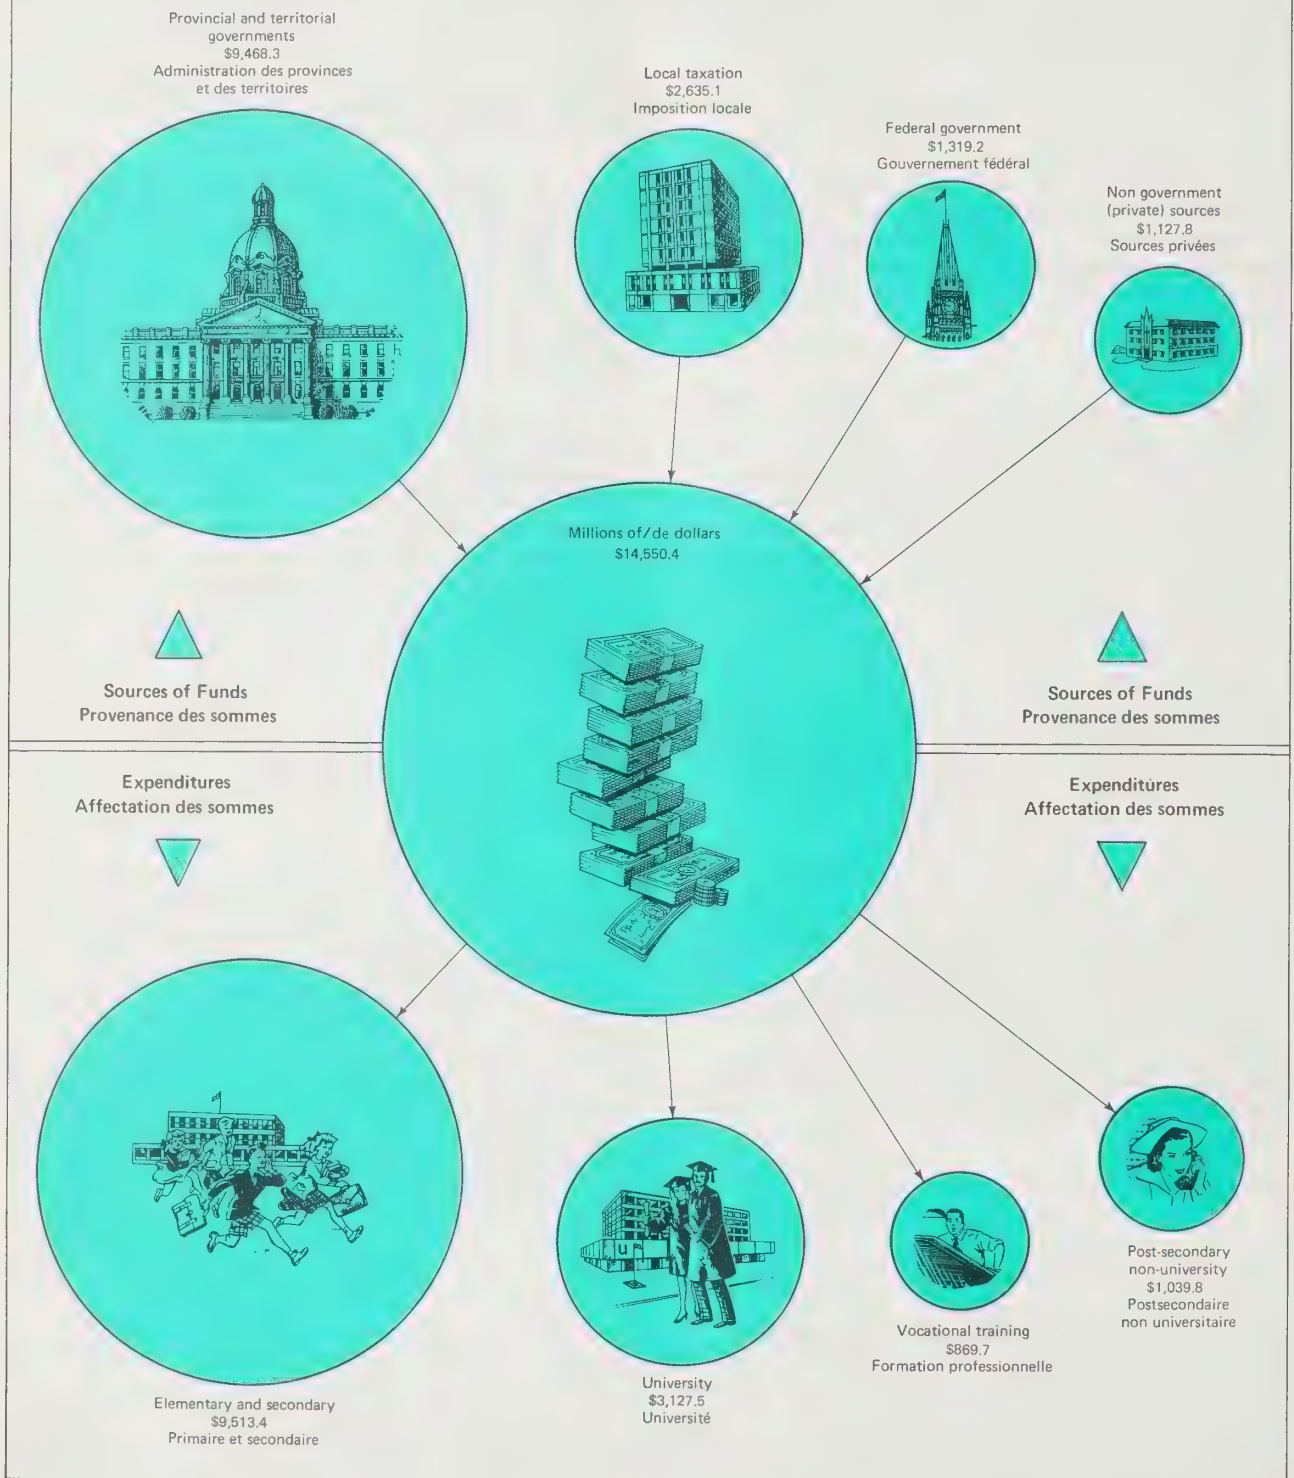 Provincial and territorial
governments
$9,468.3
Administration des provinces
et des territoires
Local taxation
$2,635.1
Imposition locale
Federal government
$1,319.2
Gouvernement fédéral
Non government
(private) sources
$1,127.8
Sources privées
Millions of/de dollars
$14,550.4
Sources of Funds
Provenance des sommes
Sources of Funds
Provenance des sommes
Expenditures
Affectation des sommes
Expenditures
Affectation des sommes
Elementary and secondary
$9,513.4
Primaire et secondaire
un
University
$3,127.5
Université
Vocational training
$869.7
Formation professionnelle
Post-secondary
non-university
$1,039.8
Postsecondaire
non universitaire